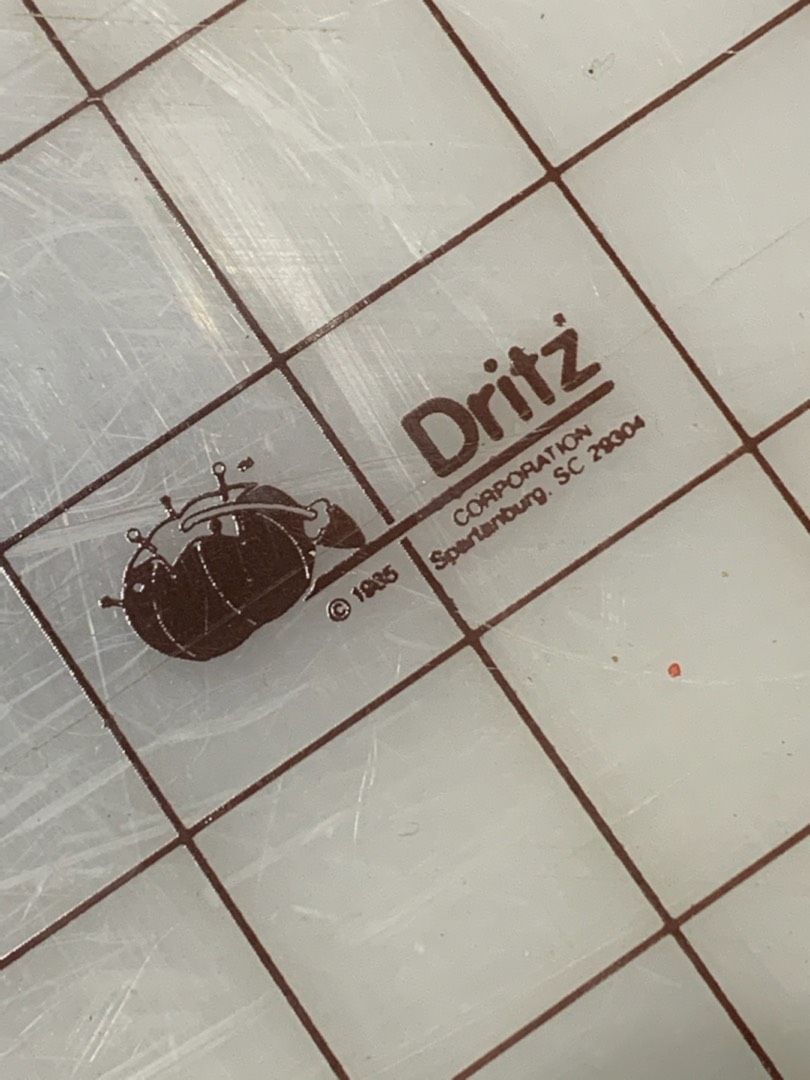 Dritz
CORPORATION
© 1985 Spartanburg, SC 29304